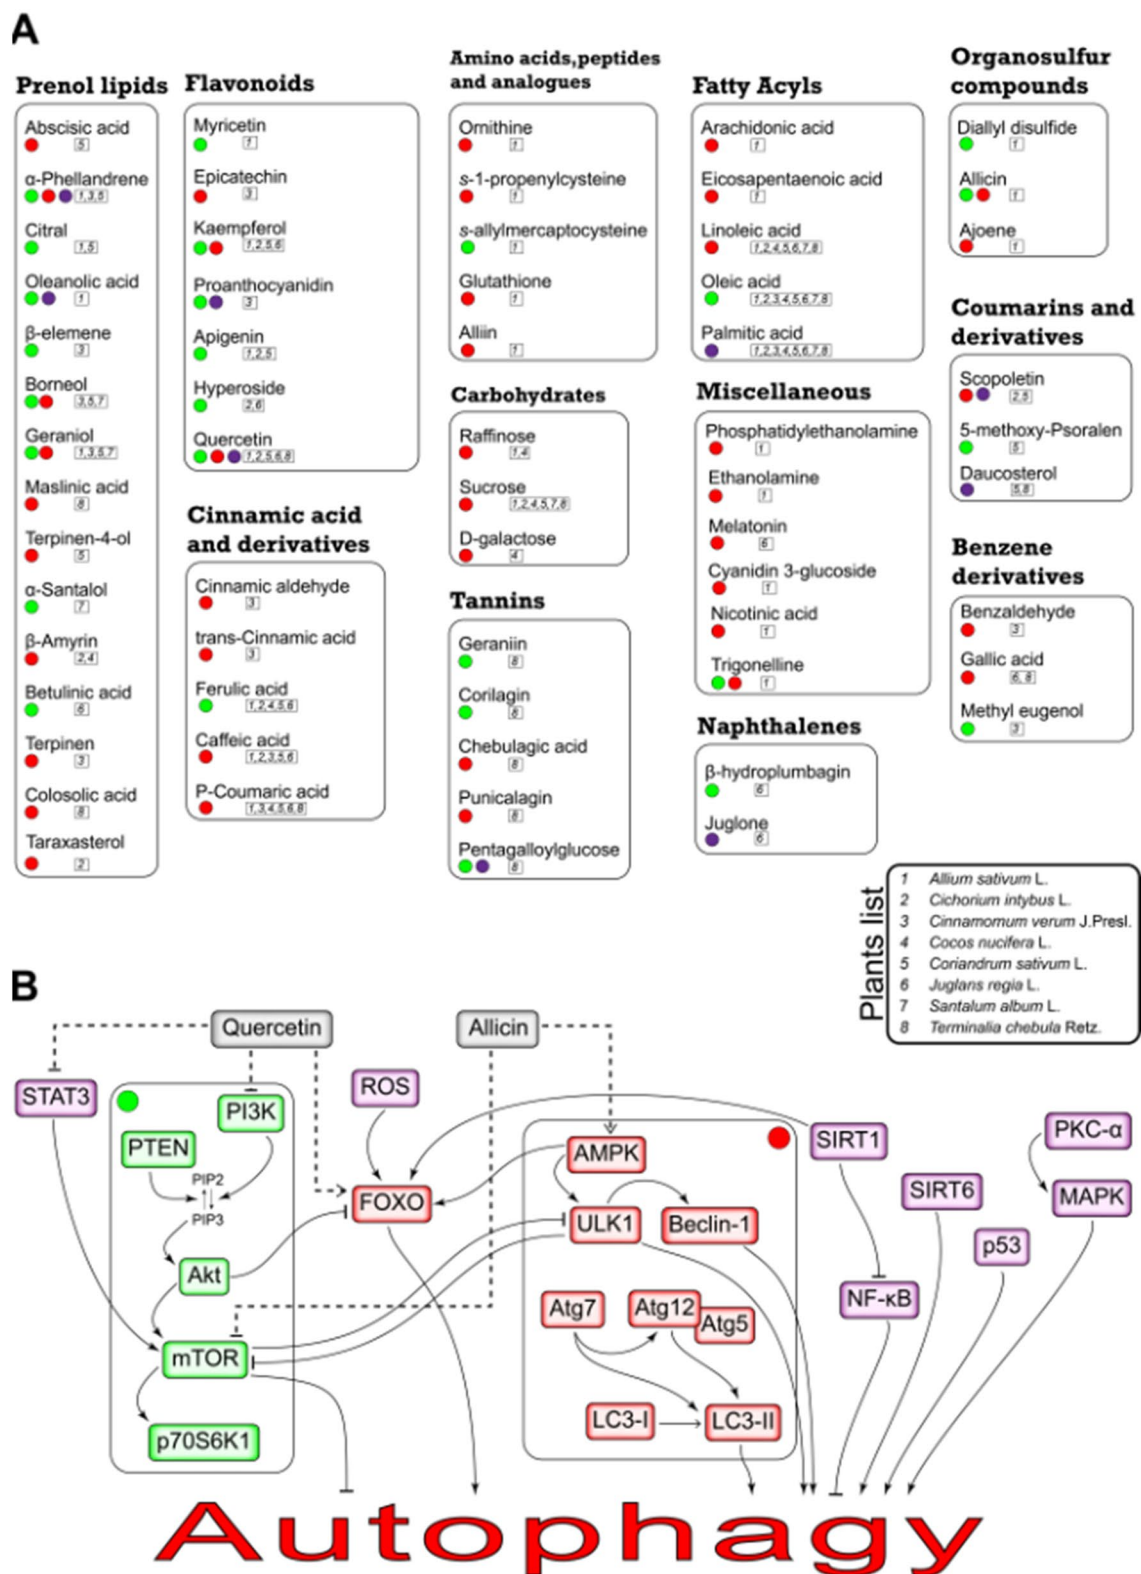 A
Prenol lipids
Abscisic acid
5
α-Phellandrene
1,3,5
Citral
1,5
Oleanolic acid
1
β-elemene
3
Borneol
3,5,7
Geraniol
1,3,5,7
Maslinic acid
8
Terpinen-4-ol
5
α-Santalol
7
β-Amyrin
2,4
Betulinic acid
6
Terpinen
3
Colosolic acid
8
Taraxasterol
2
Flavonoids
Myricetin
1
Epicatechin
3
Kaempferol
1,2,5,6
Proanthocyanidin
3
Apigenin
1,2,5
Hyperoside
2,6
Quercetin
1,2,5,6,8
Cinnamic acid
and derivatives
Cinnamic aldehyde
3
trans-Cinnamic acid
3
Ferulic acid
1,2,4,5,6
Caffeic acid
1,2,3,5,6
P-Coumaric acid
1,3,4,5,6,8
Amino acids,peptides
and analogues
Ornithine
1
s-1-propenylcysteine
1
s-allylmercaptocysteine
1
Glutathione
1
Alliin
1
Carbohydrates
Raffinose
1,4
Sucrose
1,2,4,5,7,8
D-galactose
4
Tannins
Geraniin
8
Corilagin
8
Chebulagic acid
8
Punicalagin
8
Pentagalloylglucose
8
Fatty Acyls
Arachidonic acid
1
Eicosapentaenoic acid
1
Linoleic acid
1,2,4,5,6,7,8
Oleic acid
1,2,3,4,5,6,7,8
Palmitic acid
1,2,3,4,5,6,7,8
Miscellaneous
Phosphatidylethanolamine
1
Ethanolamine
1
Melatonin
6
Cyanidin 3-glucoside
1
Nicotinic acid
1
Trigonelline
1
Naphthalenes
β-hydroplumbagin
6
Juglone
6
Organosulfur
compounds
Diallyl disulfide
1
Allicin
1
Ajoene
1
Coumarins and
derivatives
Scopoletin
2,5
5-methoxy-Psoralen
5
Daucosterol
5,8
Benzene
derivatives
Benzaldehyde
3
Gallic acid
6, 8
Methyl eugenol
3
Plants list
1 Allium sativum L.
2 Cichorium intybus L.
3 Cinnamomum verum J.Presl.
4 Cocos nucifera L.
5 Coriandrum sativum L.
6 Juglans regia L.
7 Santalum album L.
8 Terminalia chebula Retz.
B
Quercetin
Allicin
STAT3
PI3K
ROS
PTEN
PIP2
PIP3
FOXO
AMPK
SIRT1
PKC-α
SIRT6
MAPK
ULK1
Beclin-1
p53
Akt
NF-κB
Atg7
Atg12
Atg5
mTOR
LC3-I
LC3-II
p70S6K1
Autophagy